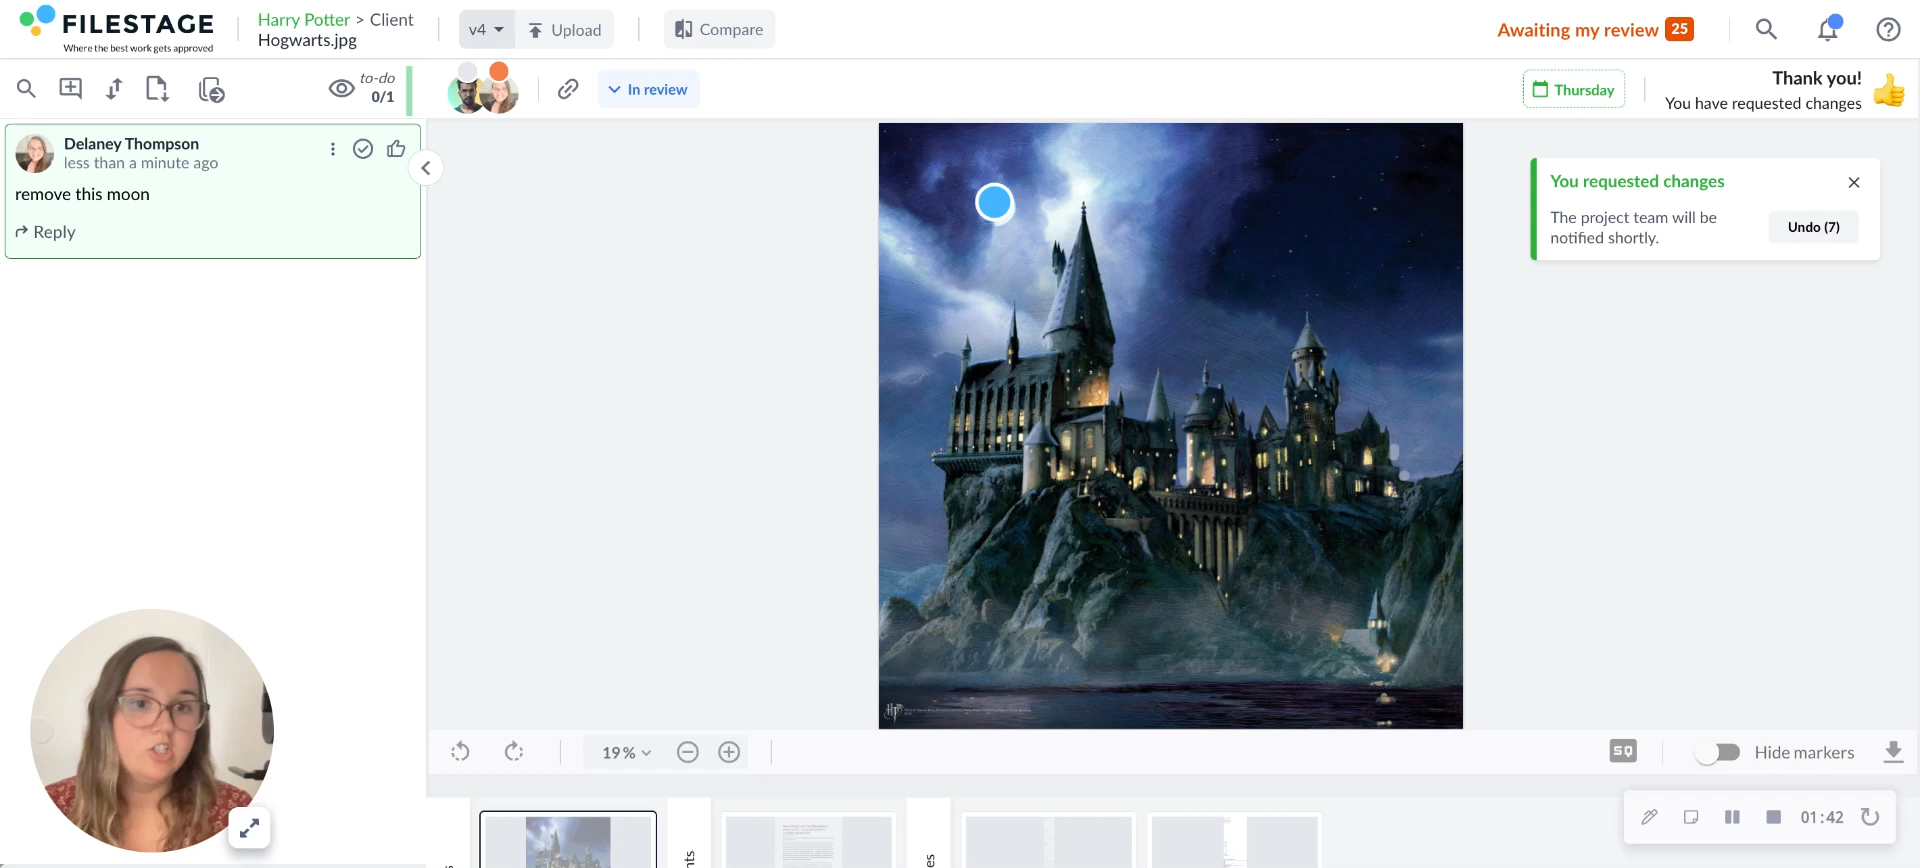 FILESTAGE
Where the best work gets approved
Harry Potter > Client
Hogwarts.jpg
v4
Upload
Compare
Awaiting my review 25
to-do
0/1
In review
Thursday
Thank you!
You have requested changes
Delaney Thompson
less than a minute ago
remove this moon
Reply
You requested changes
The project team will be
notified shortly.
Undo (7)
19%
SQ
Hide markers
01:42
nts
es